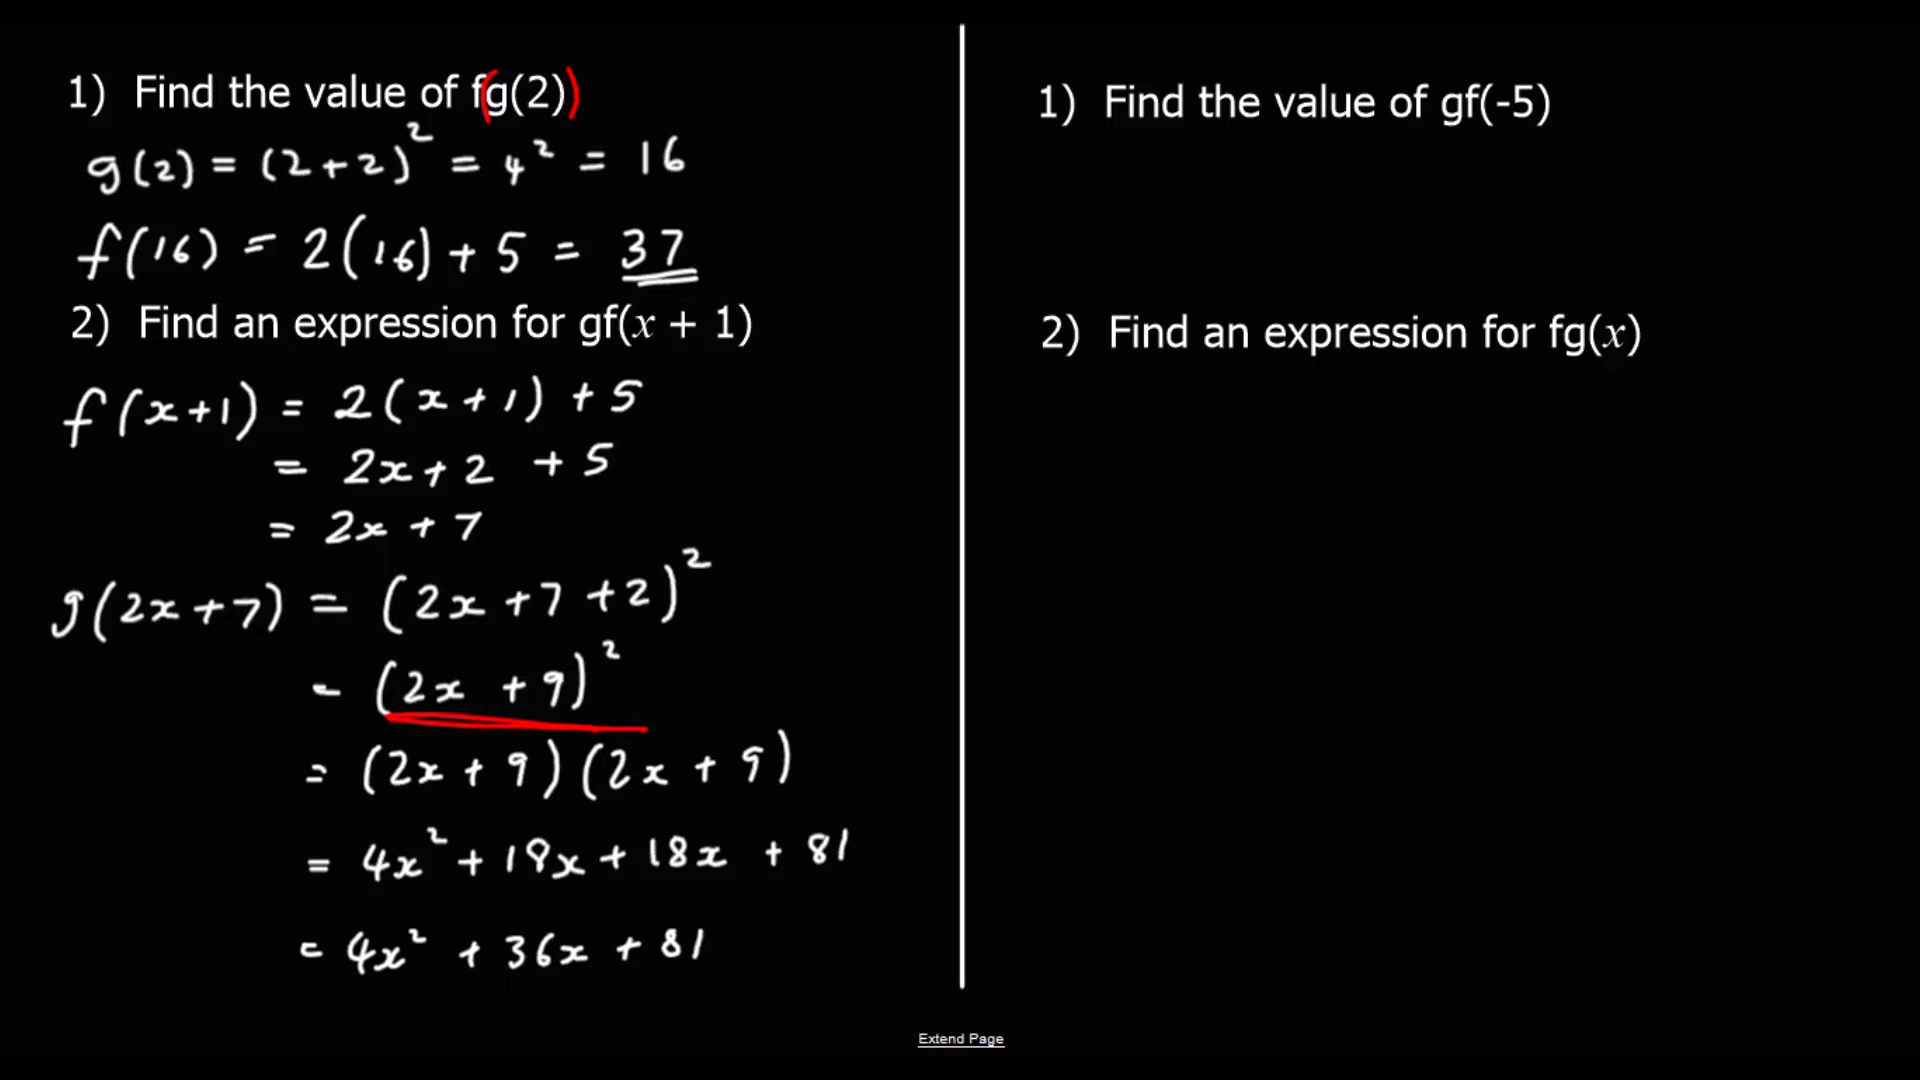 1) Find the value of f(g(2))
g(2) = (2+2)² = 4² = 16
f(16) = 2(16) + 5 = 37
2) Find an expression for gf(x + 1)
f(x+1) = 2(x+1) + 5
= 2x+2 + 5
= 2x + 7
g(2x+7) = (2x+7+2)²
= (2x + 9)²
= (2x + 9)(2x + 9)
= 4x² + 18x + 18x + 81
= 4x² + 36x + 81
1) Find the value of gf(-5)
2) Find an expression for fg(x)
Extend Page